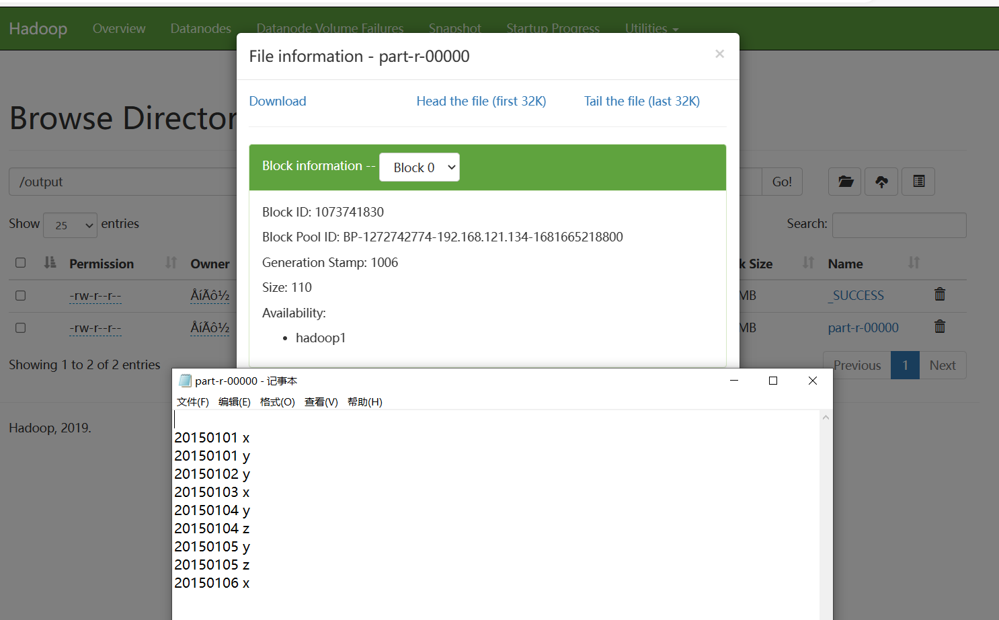 Hadoop Overview Datanodes Datanode Volume Failures Snapshot Startup Progress Utilities
File information - part-r-00000 ×
Download Head the file (first 32K) Tail the file (last 32K)
Browse Director
Block information -- Block 0
/output Go!
Block ID: 1073741830
Show 25 entries Search:
Block Pool ID: BP-1272742774-192.168.121.134-1681665218800
Permission Owner k Size Name
Generation Stamp: 1006
Size: 110
-rw-r--r-- ÅíÃô½ MB _SUCCESS
Availability:
-rw-r--r-- ÅíÃô½ MB part-r-00000
• hadoop1
Showing 1 to 2 of 2 entries Previous 1 Next
part-r-00000 - 记事本
文件(F) 编辑(E) 格式(O) 查看(V) 帮助(H)
Hadoop, 2019.
20150101 x
20150101 y
20150102 y
20150103 x
20150104 y
20150104 z
20150105 y
20150105 z
20150106 x